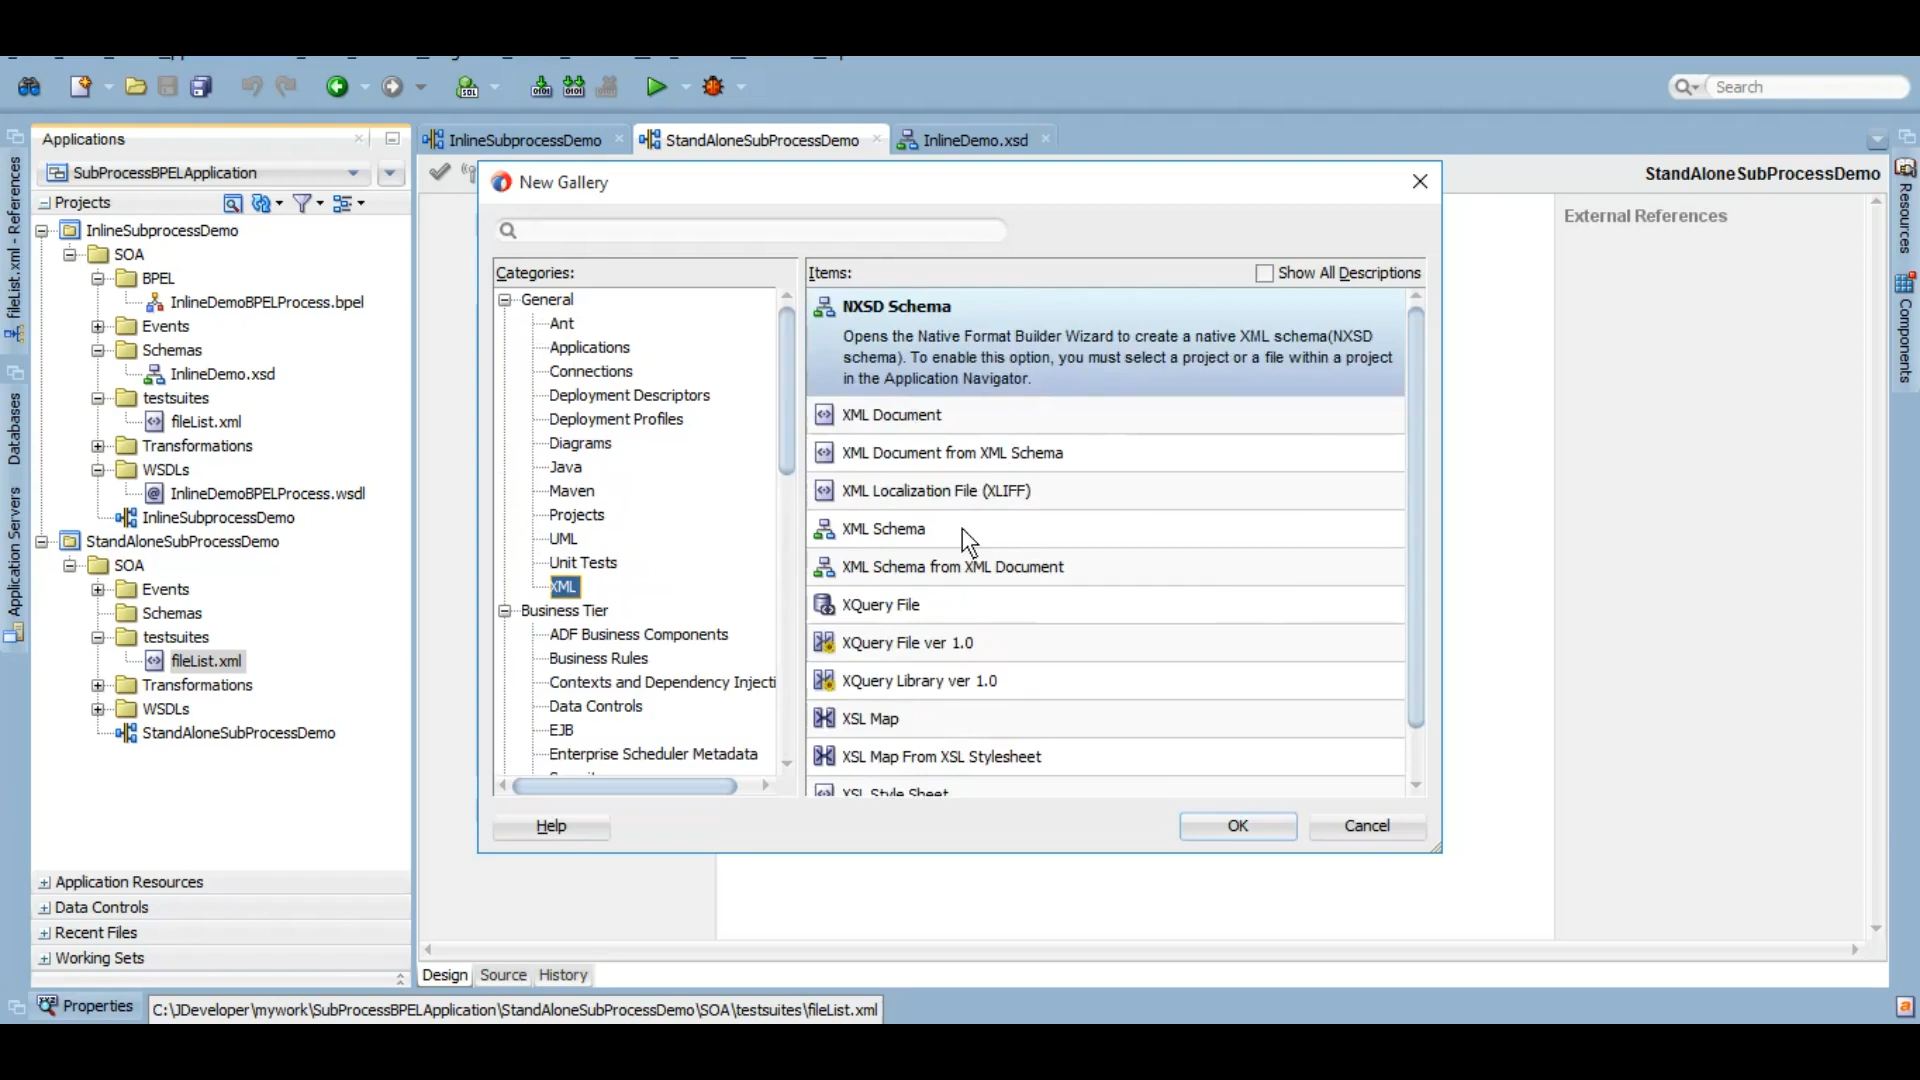 Search
Applications
InlineSubprocessDemo
StandAloneSubProcessDemo
InlineDemo.xsd
SubProcessBPELApplication
StandAloneSubProcessDemo
New Gallery
Projects
External References
fileList.xml - References
Databases
Application Servers
Resources
Components
InlineSubprocessDemo
SOA
BPEL
InlineDemoBPELProcess.bpel
Events
Schemas
InlineDemo.xsd
testsuites
fileList.xml
Transformations
WSDLs
InlineDemoBPELProcess.wsdl
InlineSubprocessDemo
StandAloneSubProcessDemo
SOA
Events
Schemas
testsuites
fileList.xml
Transformations
WSDLs
StandAloneSubProcessDemo
Categories:
General
Ant
Applications
Connections
Deployment Descriptors
Deployment Profiles
Diagrams
Java
Maven
Projects
UML
Unit Tests
XML
Business Tier
ADF Business Components
Business Rules
Contexts and Dependency Injecti
Data Controls
EJB
Enterprise Scheduler Metadata
Items:
Show All Descriptions
NXSD Schema
Opens the Native Format Builder Wizard to create a native XML schema(NXSD
schema). To enable this option, you must select a project or a file within a project
in the Application Navigator.
XML Document
XML Document from XML Schema
XML Localization File (XLIFF)
XML Schema
XML Schema from XML Document
XQuery File
XQuery File ver 1.0
XQuery Library ver 1.0
XSL Map
XSL Map From XSL Stylesheet
XSL Style Sheet
Help
OK
Cancel
Application Resources
Data Controls
Recent Files
Working Sets
Design
Source
History
Properties
C:\JDeveloper\mywork\SubProcessBPELApplication\StandAloneSubProcessDemo\SOA\testsuites\fileList.xml